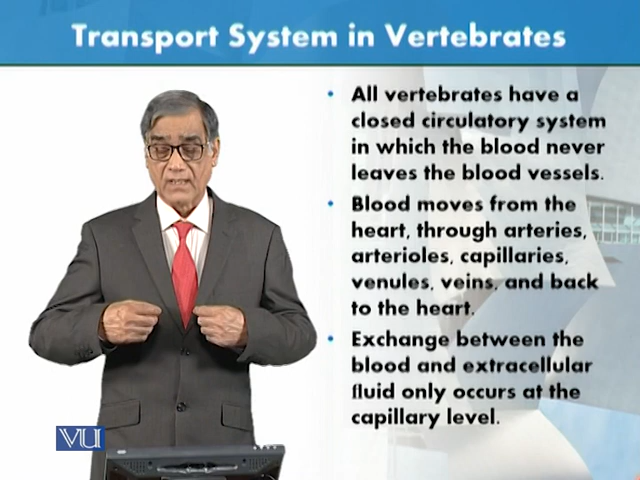 Transport System in Vertebrates
• All vertebrates have a
closed circulatory system
in which the blood never
leaves the blood vessels.
• Blood moves from the
heart, through arteries,
arterioles, capillaries,
venules, veins, and back
to the heart.
• Exchange between the
blood and extracellular
fluid only occurs at the
capillary level.
VU